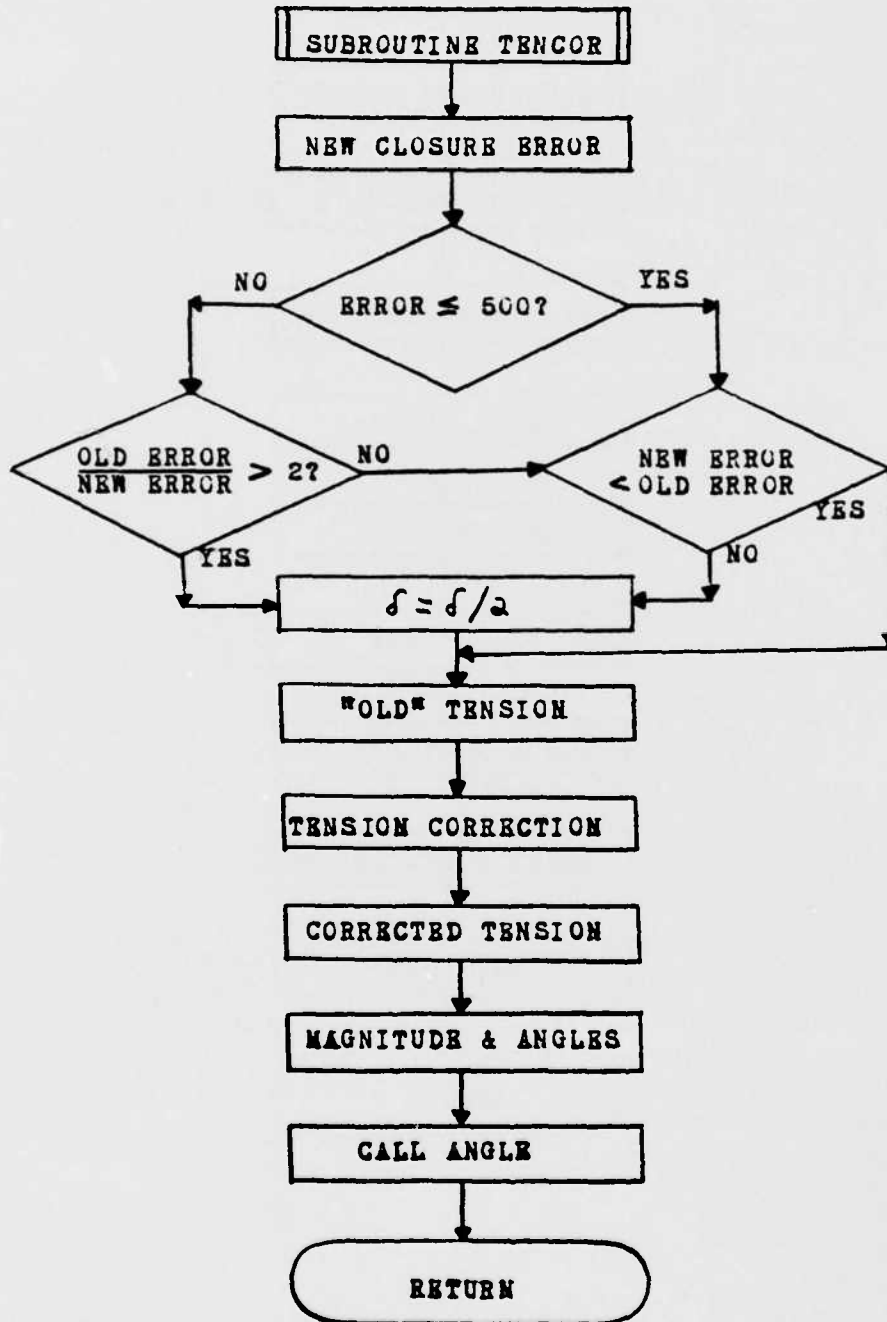 SUBROUTINE TENCOR
NEW CLOSURE ERROR
NO
YES
ERROR ≤ 500?
OLD ERROR
NEW ERROR > 2?
NO
NEW ERROR
< OLD ERROR
YES
YES
NO
δ = δ/2
"OLD" TENSION
TENSION CORRECTION
CORRECTED TENSION
MAGNITUDE & ANGLES
CALL ANGLE
RETURN